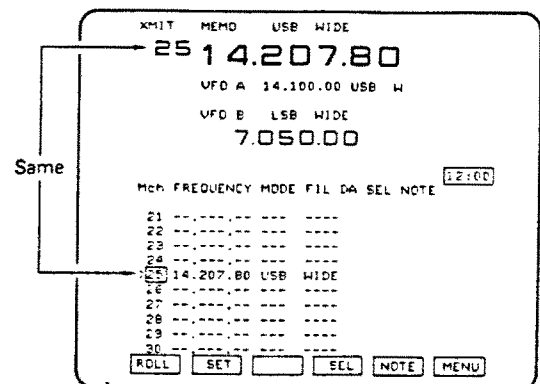 XMIT MEMO USB WIDE
25 14.207.80
VFO A 14.100.00 USB W
VFO B LSB WIDE
7.050.00
Same
12:00
Mch FREQUENCY MODE FIL DA SEL NOTE
21 --.---.-- --- ----
22 --.---.-- --- ----
23 --.---.-- --- ----
24 --.---.-- --- ----
25 14.207.80 USB WIDE
26 --.---.-- --- ----
27 --.---.-- --- ----
28 --.---.-- --- ----
29 --.---.-- --- ----
30 --.---.-- --- ----
ROLL SET SEL NOTE MENU